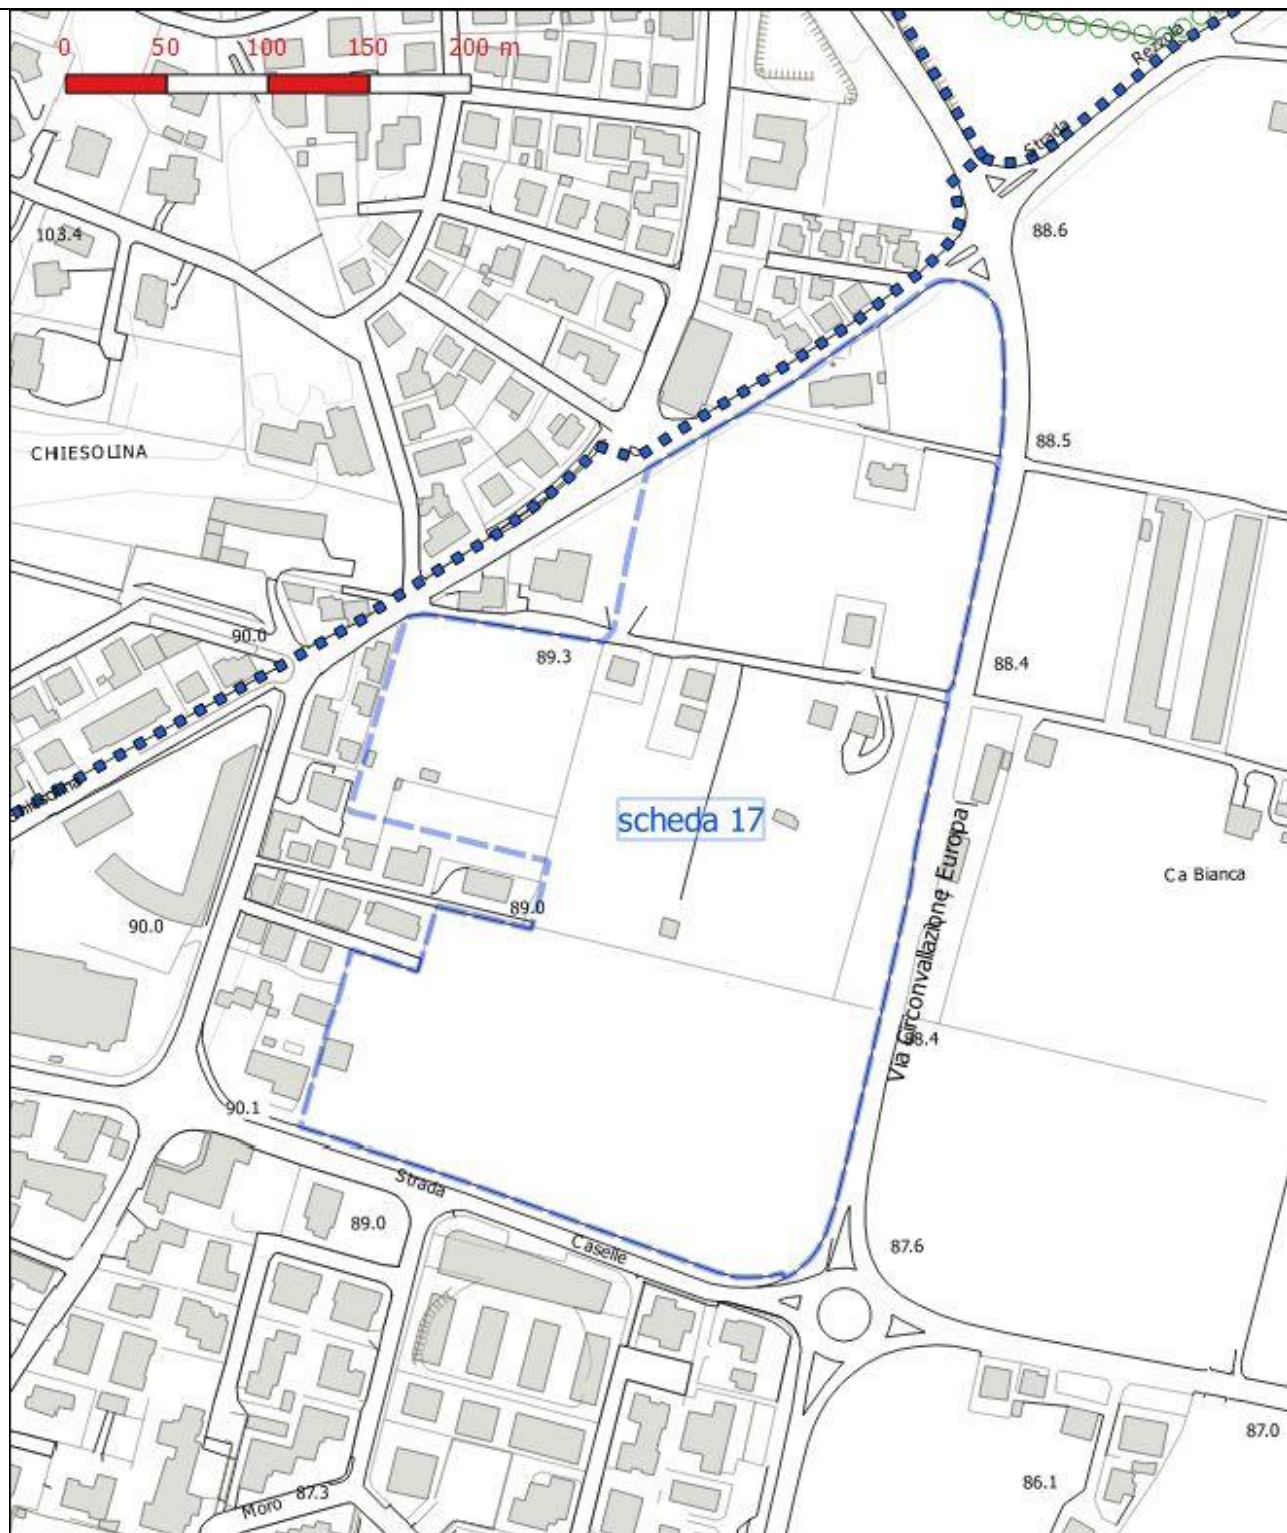 0 50 100 150 200 m
Rezzola
Strada
103.4
88.6
88.5
CHIESOLINA
90.0
89.3
88.4
Chiesolina
scheda 17
Via Circonvallazione Europa
Ca Bianca
89.0
90.0
88.4
90.1
Strada
89.0
Caselle
87.6
87.0
86.1
87.3
Moro